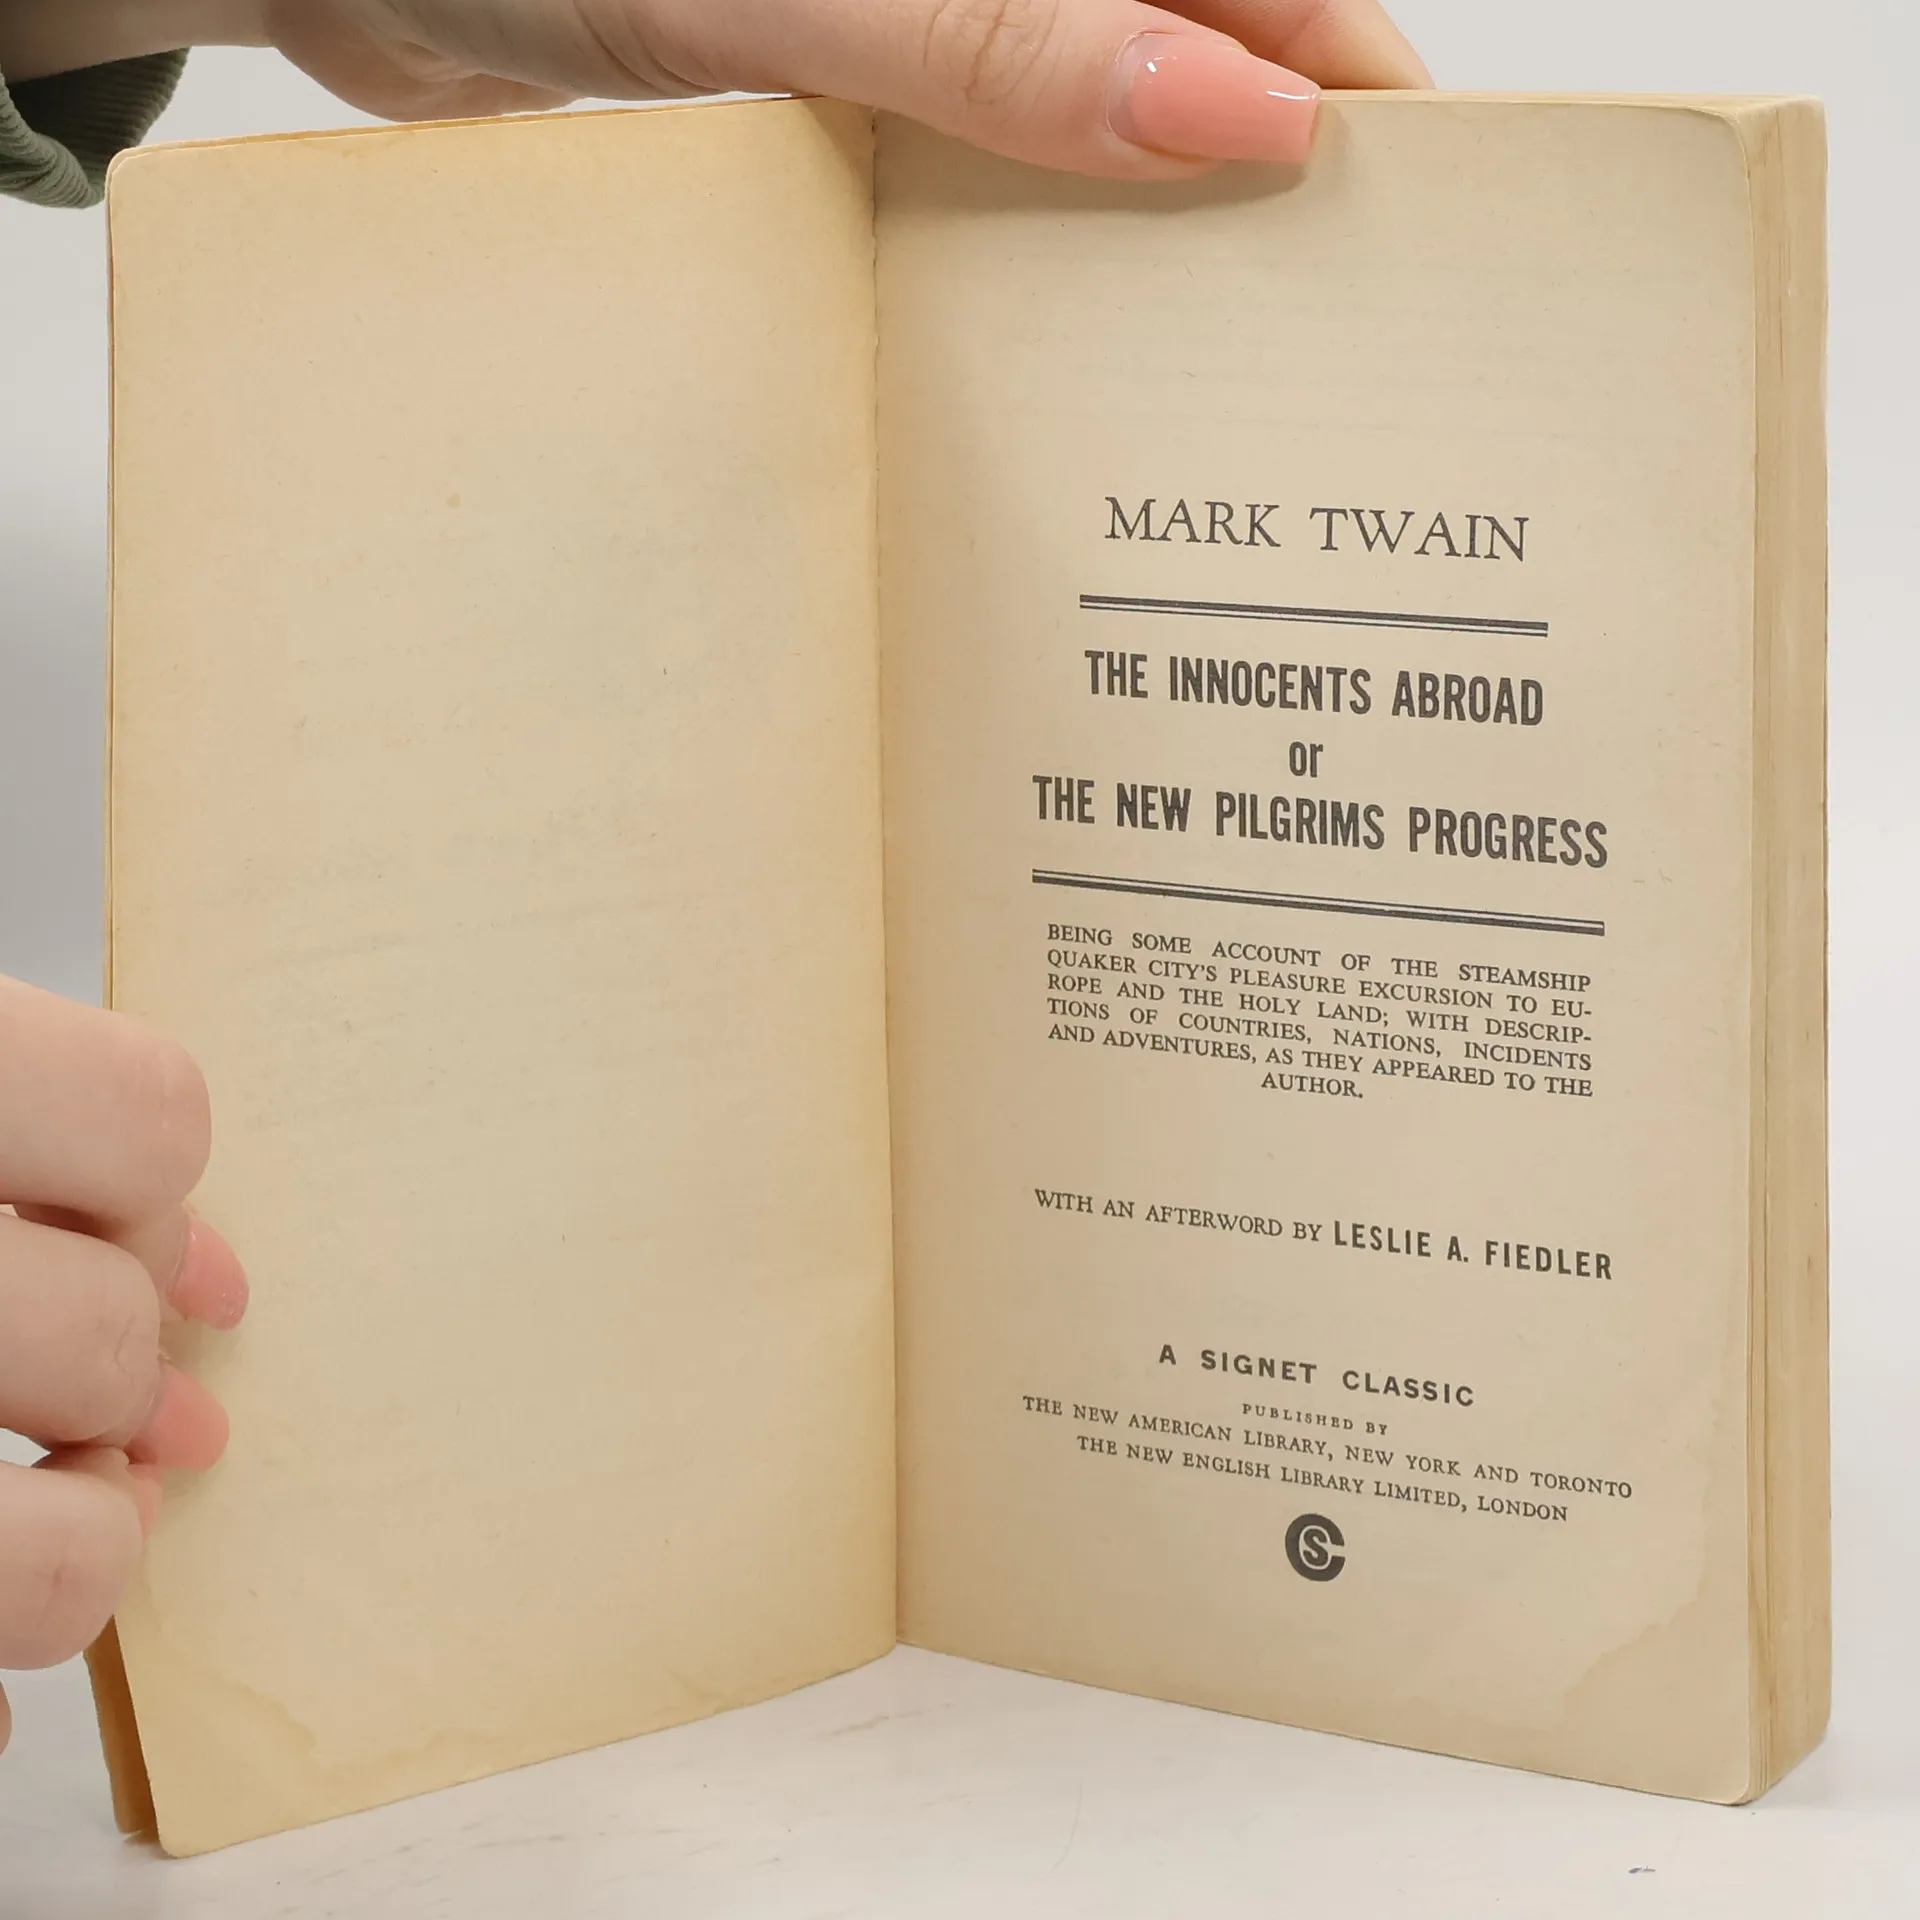 MARK TWAIN
THE INNOCENTS ABROAD
or
THE NEW PILGRIMS PROGRESS
BEING SOME ACCOUNT OF THE STEAMSHIP
QUAKER CITY'S PLEASURE EXCURSION TO EU-
ROPE AND THE HOLY LAND; WITH DESCRIP-
TIONS OF COUNTRIES, NATIONS, INCIDENTS
AND ADVENTURES, AS THEY APPEARED TO THE
AUTHOR.
WITH AN AFTERWORD BY LESLIE A. FIEDLER
A SIGNET CLASSIC
PUBLISHED BY
THE NEW AMERICAN LIBRARY, NEW YORK AND TORONTO
THE NEW ENGLISH LIBRARY LIMITED, LONDON
CS